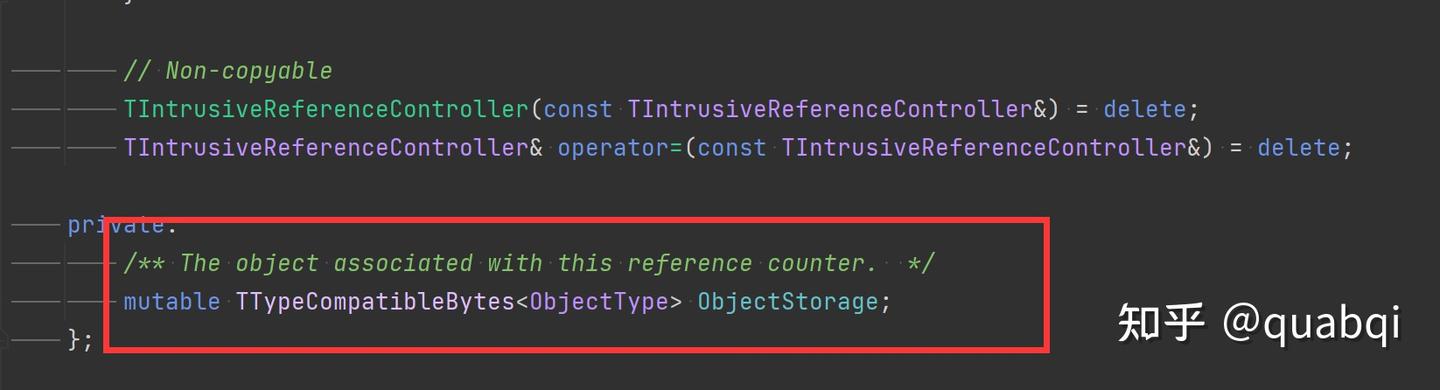 // Non-copyable
TIntrusiveReferenceController(const TIntrusiveReferenceController&) = delete;
TIntrusiveReferenceController& operator=(const TIntrusiveReferenceController&) = delete;
private:
/** The object associated with this reference counter.  */
mutable TTypeCompatibleBytes<ObjectType> ObjectStorage;
};
知乎 @quabqi